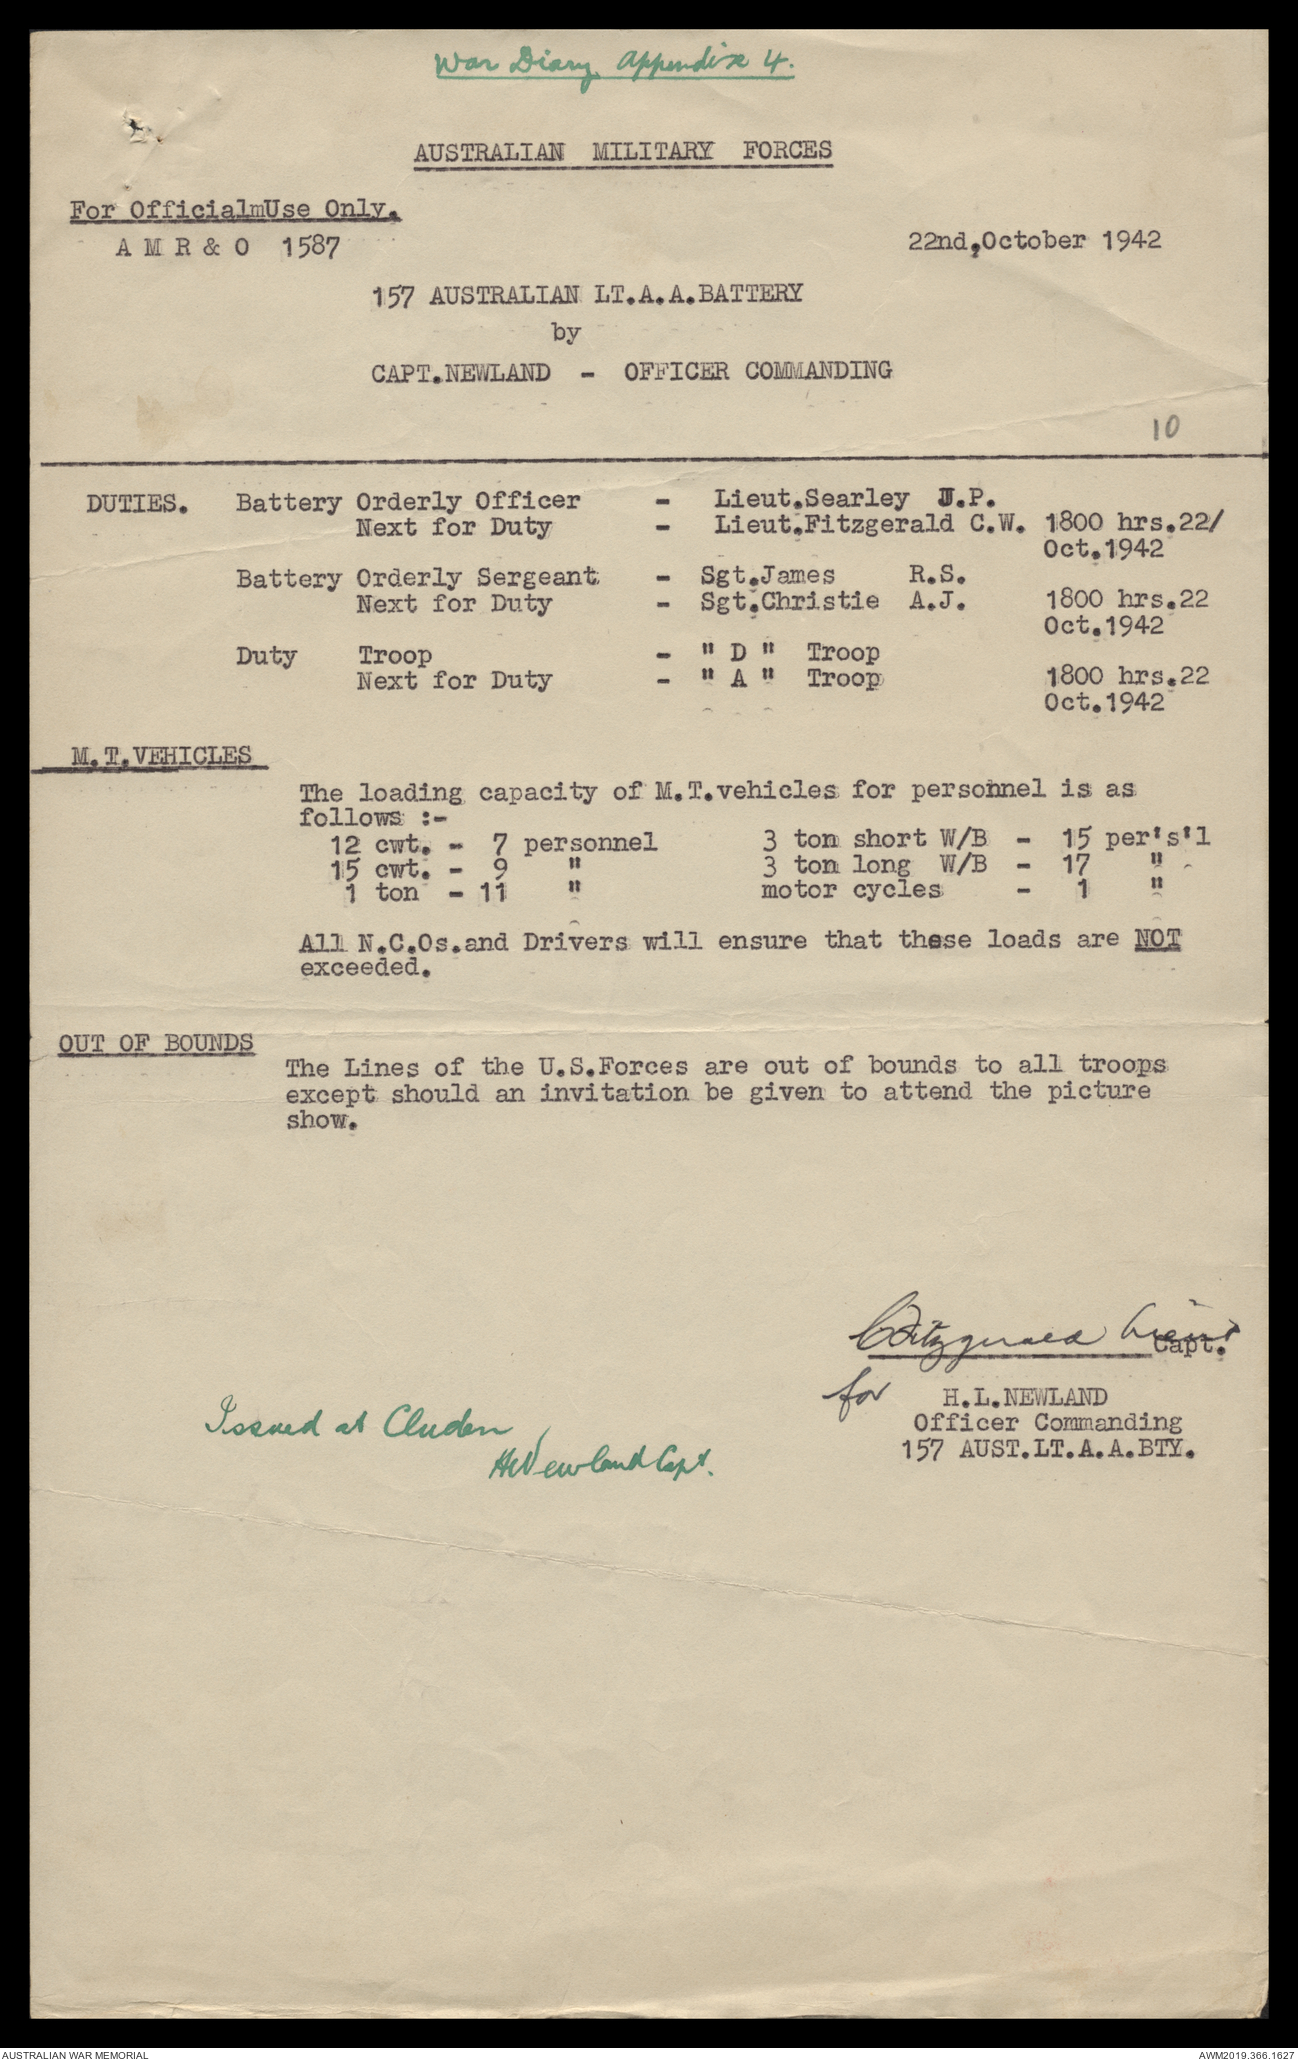 War Diary Appendix 4.
AUSTRALIAN MILITARY FORCES
For OfficialmUse Only.
A M R & O 1587
22nd,October 1942
157 AUSTRALIAN LT.A.A.BATTERY
by
CAPT.NEWLAND - OFFICER COMMANDING
10
DUTIES. Battery Orderly Officer - Lieut.Searley J.P.
Next for Duty - Lieut.Fitzgerald C.W. 1800 hrs.22/
Oct.1942
Battery Orderly Sergeant - Sgt.James R.S.
Next for Duty - Sgt.Christie A.J. 1800 hrs.22
Oct.1942
Duty Troop - " D " Troop
Next for Duty - " A " Troop 1800 hrs.22
Oct.1942
M.T.VEHICLES
The loading capacity of M.T.vehicles for personnel is as
follows :-
12 cwt. - 7 personnel 3 ton short W/B - 15 per's'l
15 cwt. - 9 " 3 ton long W/B - 17 "
1 ton - 11 " motor cycles - 1 "
All N.C.Os.and Drivers will ensure that these loads are NOT
exceeded.
OUT OF BOUNDS
The Lines of the U.S.Forces are out of bounds to all troops
except should an invitation be given to attend the picture
show.
CFitzgerald Lieut
Capt.
for H.L.NEWLAND
Officer Commanding
157 AUST.LT.A.A.BTY.
Issued at Cluden
HNewland Capt.
AUSTRALIAN WAR MEMORIAL
AWM2019.366.1627